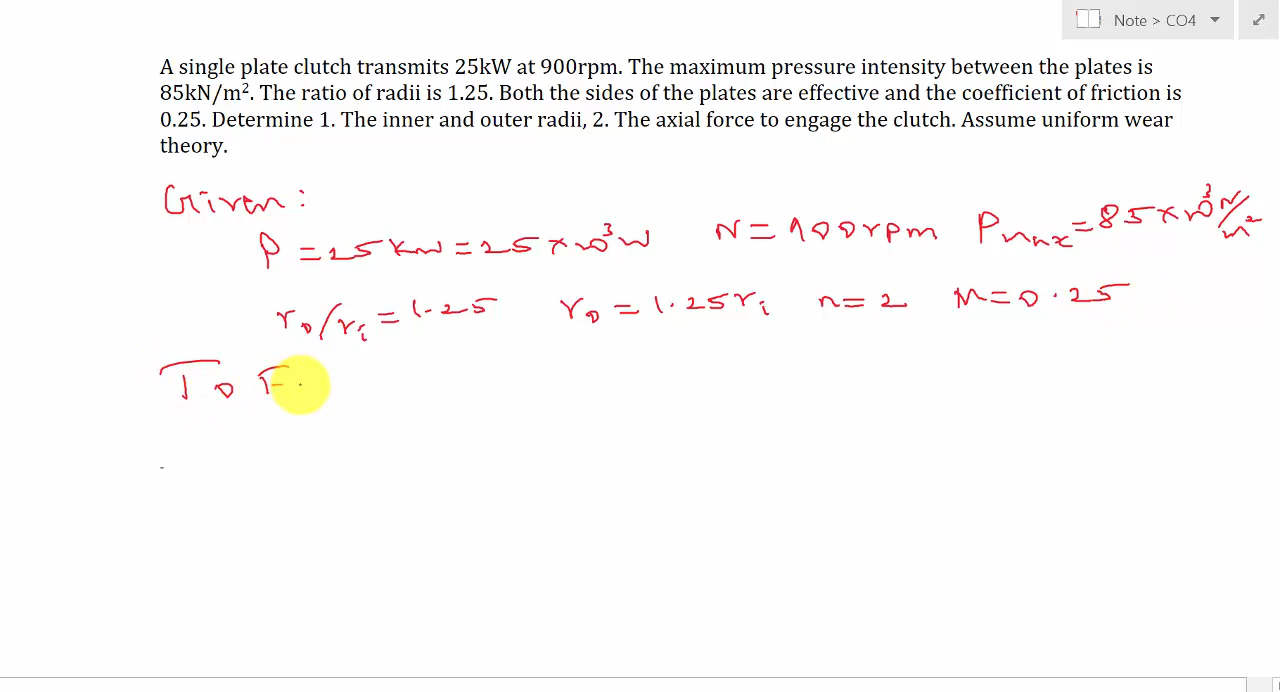 Note > CO4
A single plate clutch transmits 25kW at 900rpm. The maximum pressure intensity between the plates is
85kN/m². The ratio of radii is 1.25. Both the sides of the plates are effective and the coefficient of friction is
0.25. Determine 1. The inner and outer radii, 2. The axial force to engage the clutch. Assume uniform wear
theory.
Given:
P = 25 kW = 25 × 10³ W N = 900 rpm Pmax = 85 × 10³ N/m²
ro/ri = 1.25 ro = 1.25 ri n = 2 μ = 0.25
To F